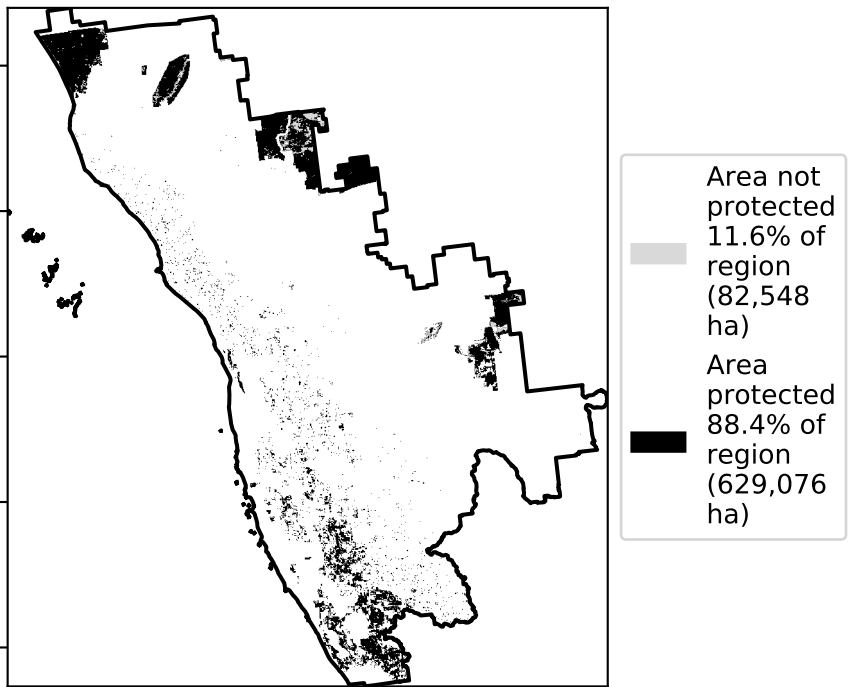 Area not
protected
11.6% of
region
(82,548
ha)
Area
protected
88.4% of
region
(629,076
ha)